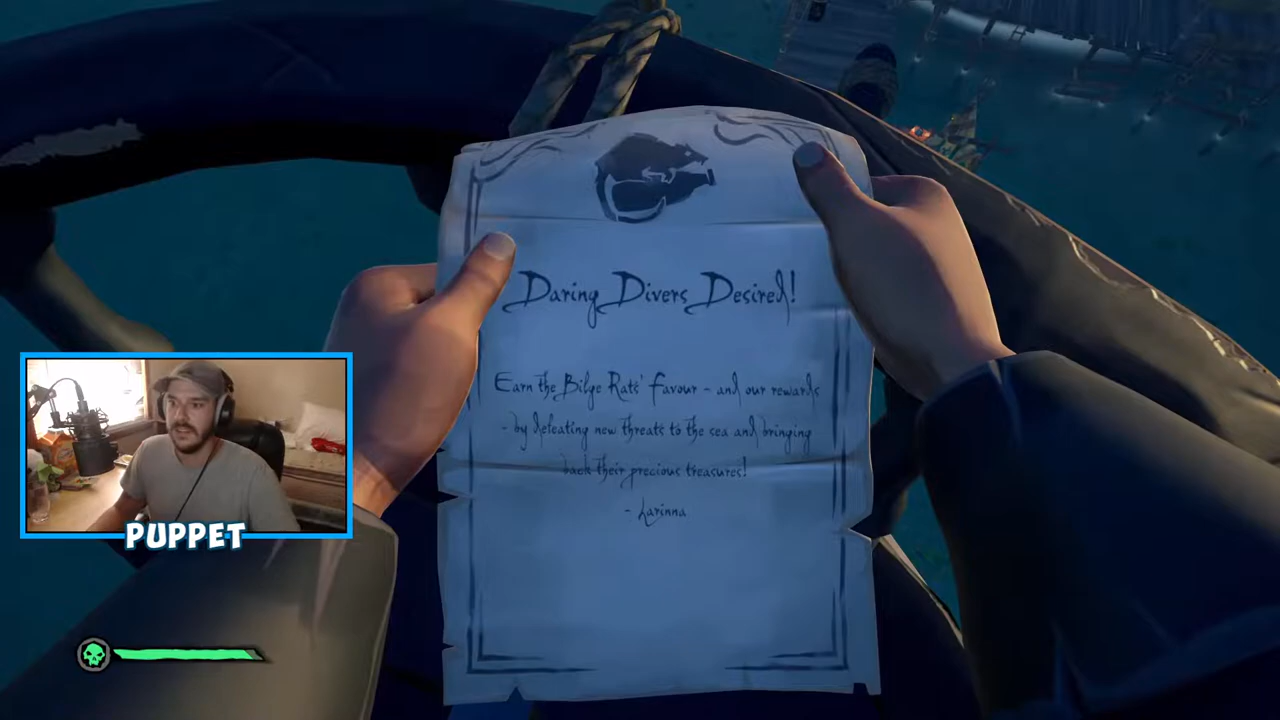 Daring Divers Desired!
Earn the Bilge Rats' Favour - and our rewards
- by defeating new threats to the sea and bringing
back their precious treasures!
- Larinna
PUPPET